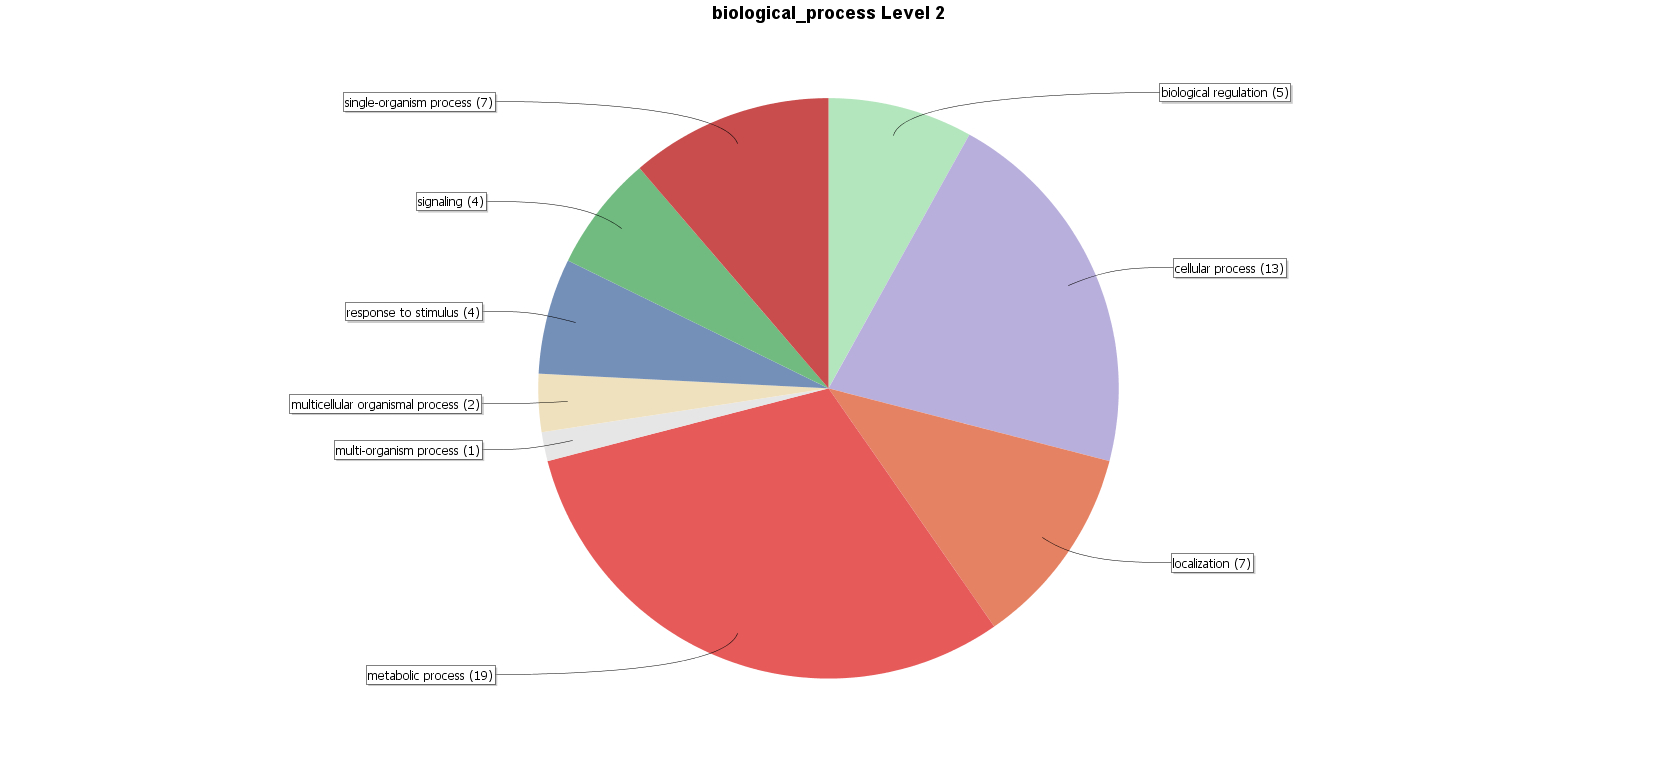 biological_process Level 2
single-organism process (7)
biological regulation (5)
signaling (4)
cellular process (13)
response to stimulus (4)
multicellular organismal process (2)
multi-organism process (1)
localization (7)
metabolic process (19)